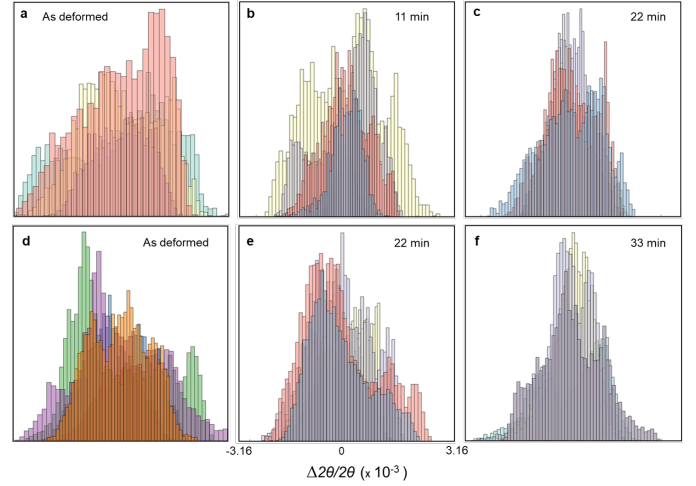 a As deformed
b 11 min
c 22 min
d As deformed
e 22 min
f 33 min
-3.16 0 3.16
Δ2θ/2θ (x 10⁻³)